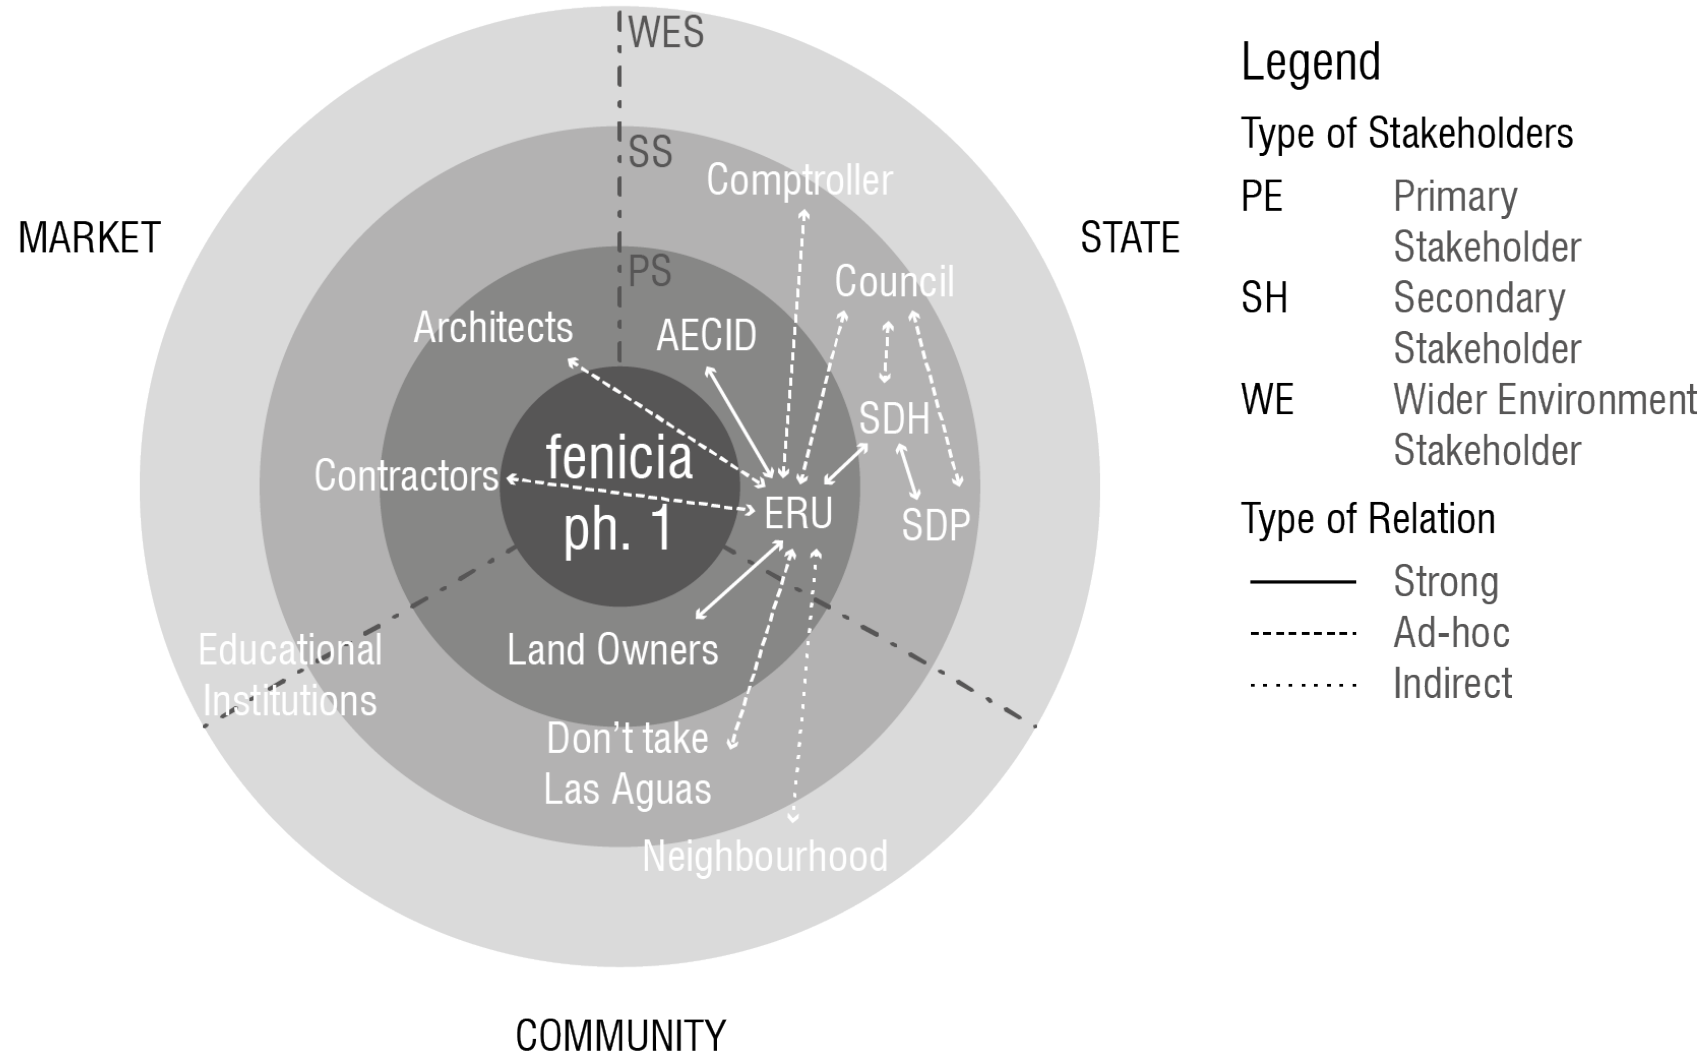 WES
SS
PS
MARKET
STATE
COMMUNITY
Comptroller
Council
Architects
AECID
SDH
fenicia
ph. 1
Contractors
ERU
SDP
Land Owners
Educational
Institutions
Don't take
Las Aguas
Neighbourhood
Legend
Type of Stakeholders
PE Primary
Stakeholder
SH Secondary
Stakeholder
WE Wider Environment
Stakeholder
Type of Relation
Strong
Ad-hoc
Indirect